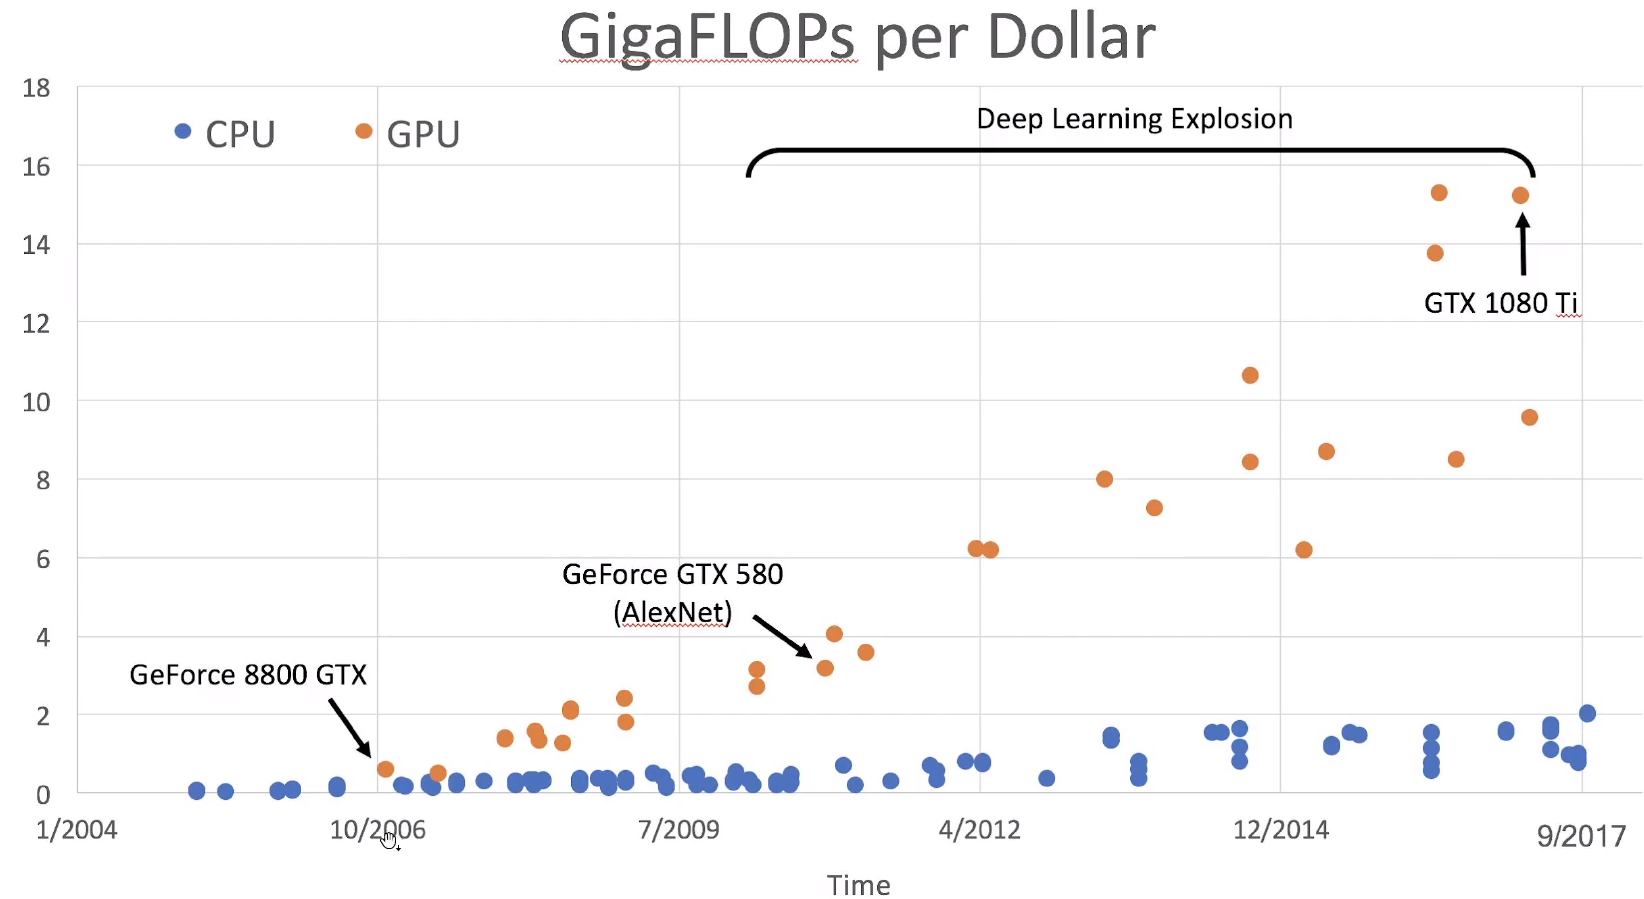 GigaFLOPs per Dollar
18
CPU
GPU
Deep Learning Explosion
16
14
GTX 1080 Ti
12
10
8
6
GeForce GTX 580
(AlexNet)
4
GeForce 8800 GTX
2
0
1/2004
10/2006
7/2009
4/2012
12/2014
9/2017
Time